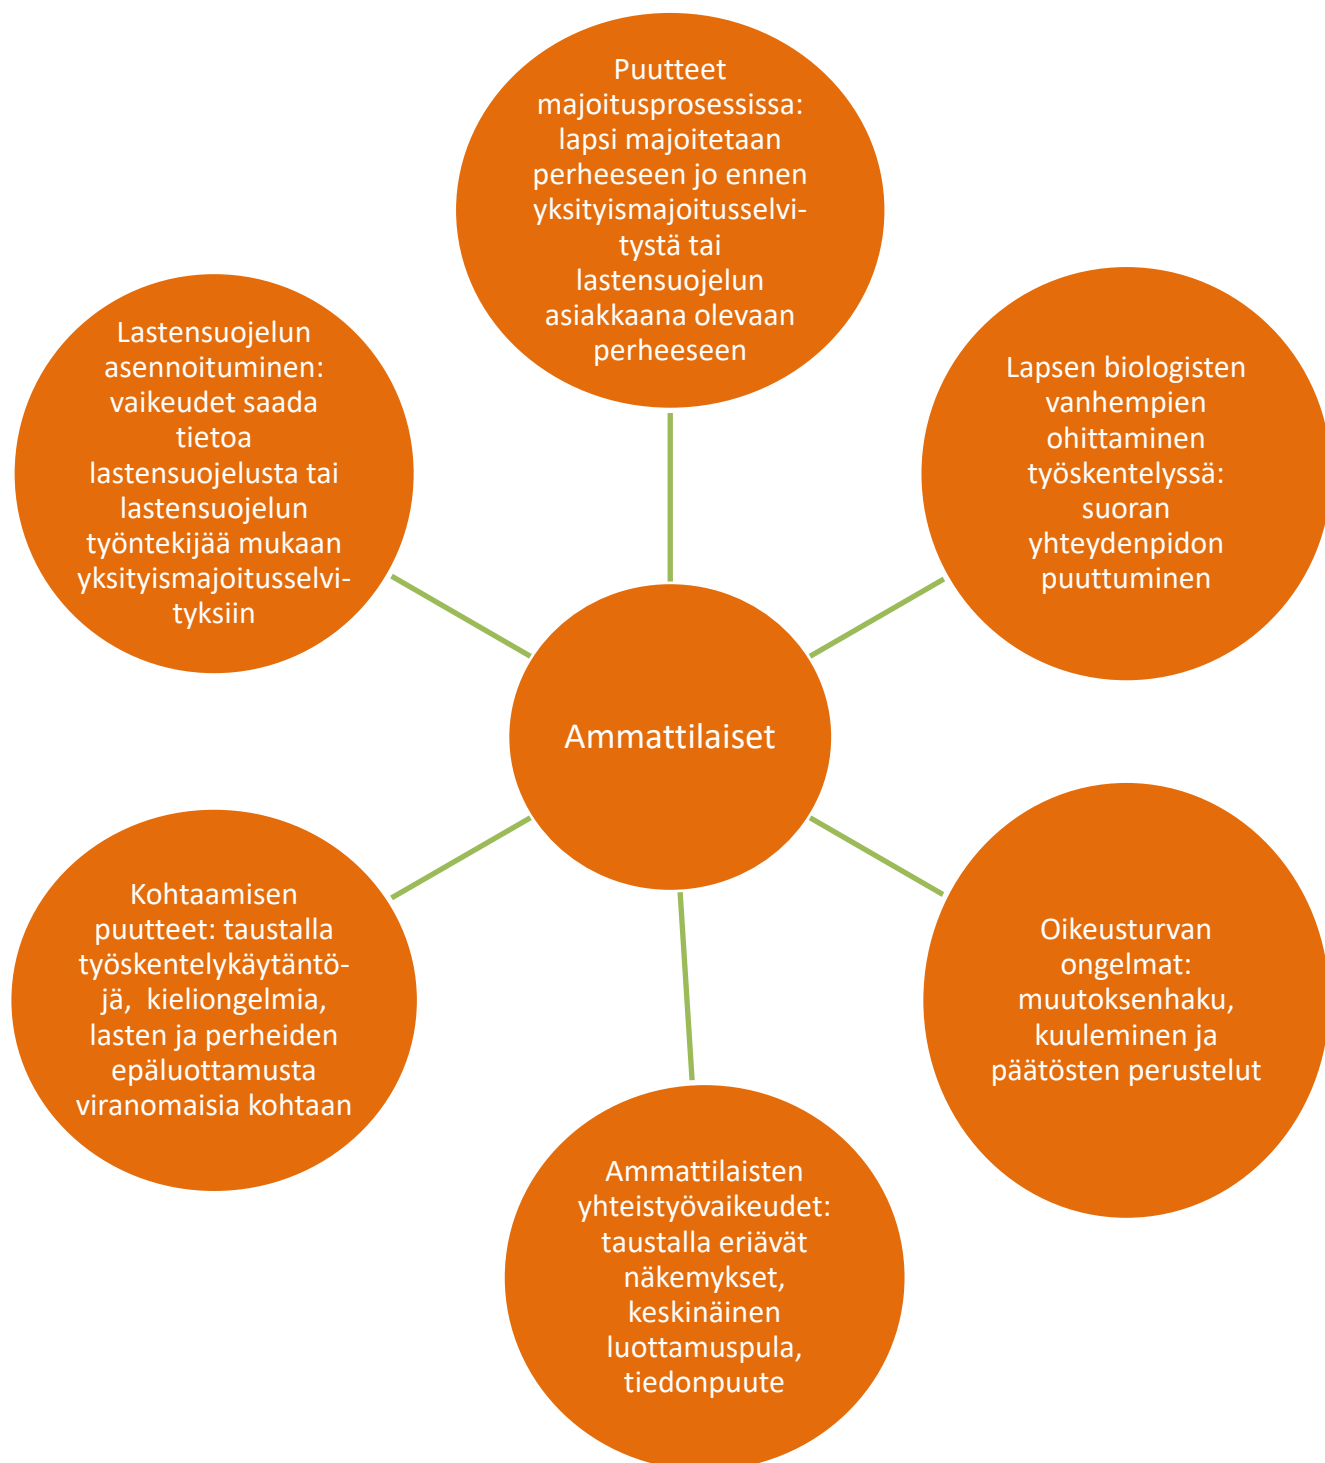 Puutteet
majoitusprosessissa:
lapsi majoitetaan
perheeseen jo ennen
yksityismajoitusselvi-
tystä tai
lastensuojelun
asiakkaana olevaan
perheeseen
Lapsen biologisten
vanhempien
ohittaminen
työskentelyssä:
suoran
yhteydenpidon
puuttuminen
Oikeusturvan
ongelmat:
muutoksenhaku,
kuuleminen ja
päätösten perustelut
Ammattilaisten
yhteistyövaikeudet:
taustalla eriävät
näkemykset,
keskinäinen
luottamuspula,
tiedonpuute
Kohtaamisen
puutteet: taustalla
työskentelykäytäntö-
jä, kieliongelmia,
lasten ja perheiden
epäluottamusta
viranomaisia kohtaan
Lastensuojelun
asennoituminen:
vaikeudet saada
tietoa
lastensuojelusta tai
lastensuojelun
työntekijää mukaan
yksityismajoitusselvi-
tyksiin
Ammattilaiset